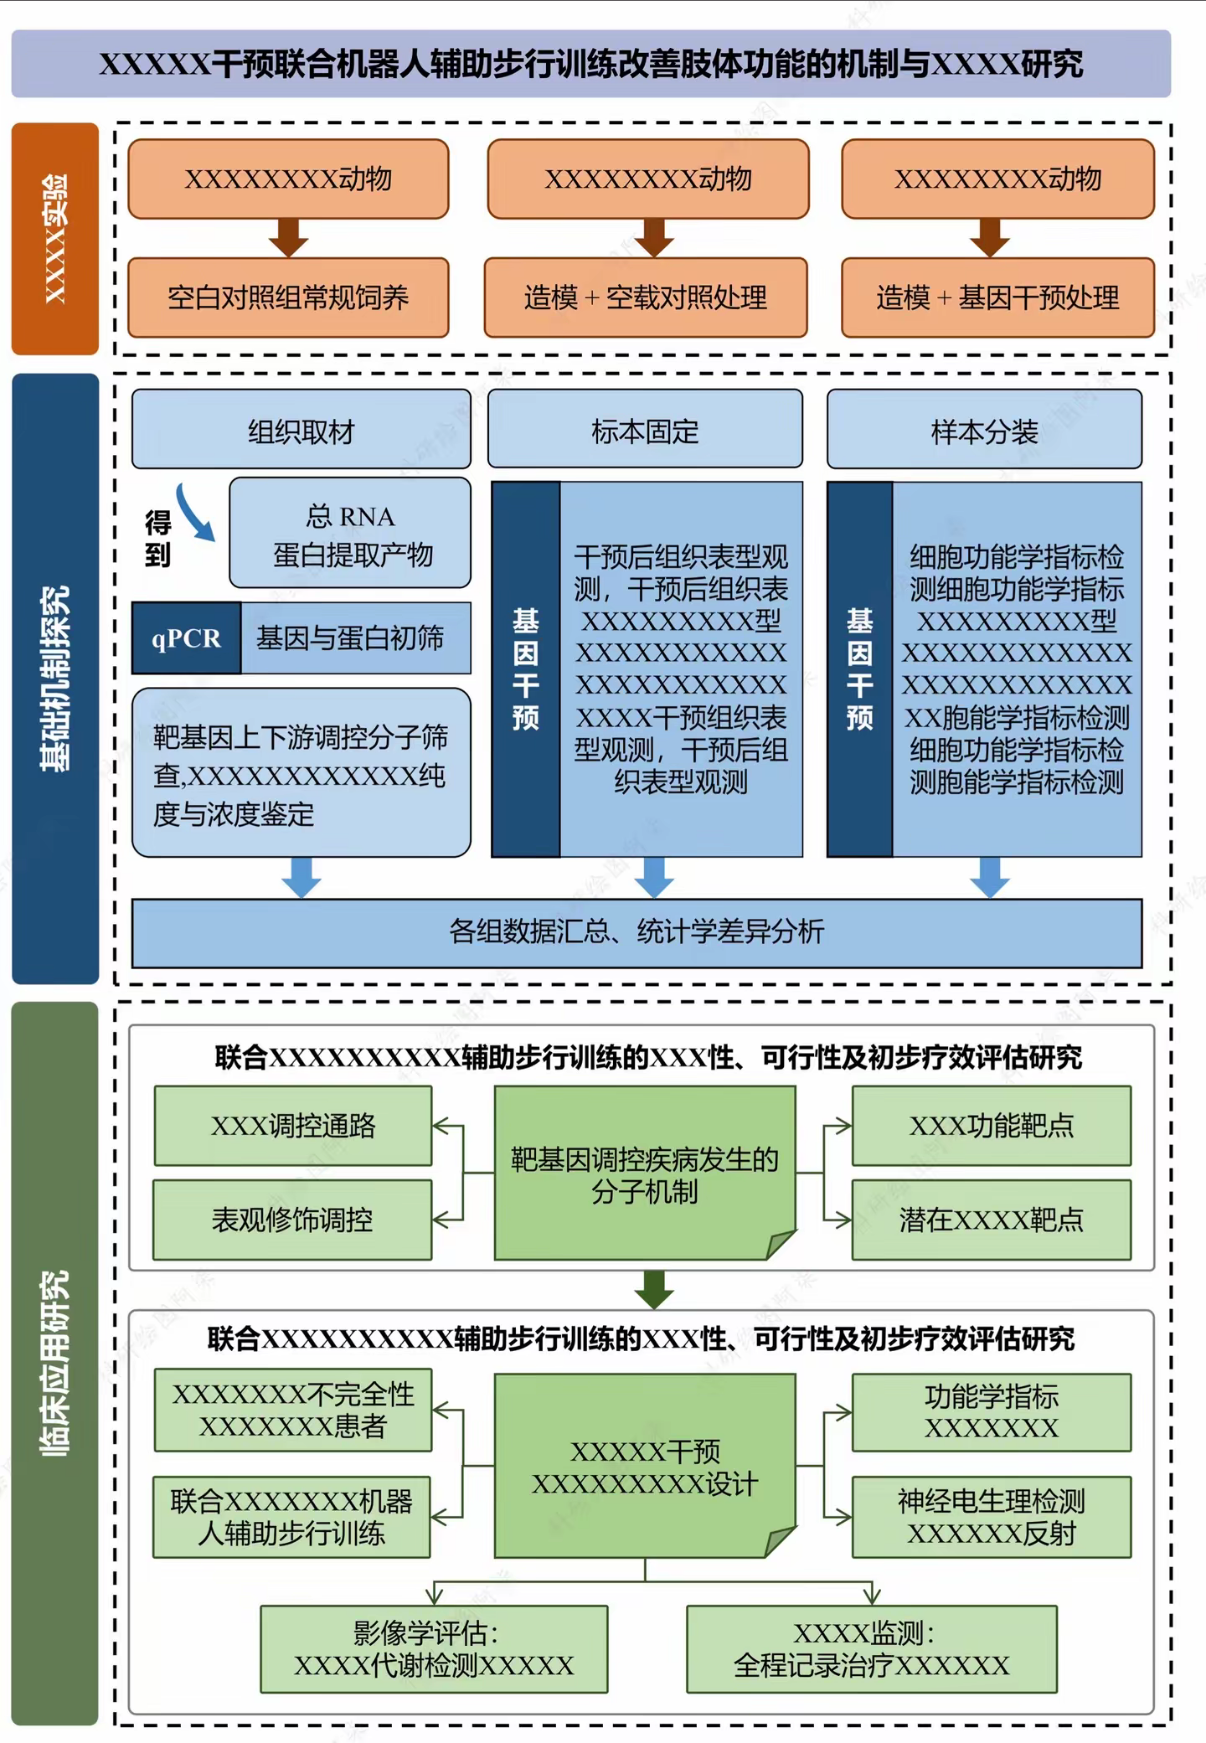 XXXXX干预联合机器人辅助步行训练改善肢体功能的机制与XXXX研究
XXXX实验
XXXXXXXX动物
XXXXXXXX动物
XXXXXXXX动物
空白对照组常规饲养
造模 + 空载对照处理
造模 + 基因干预处理
基础机制探究
组织取材
标本固定
样本分装
得
到
总 RNA
蛋白提取产物
qPCR
基因与蛋白初筛
靶基因上下游调控分子筛
查,XXXXXXXXXXXX纯
度与浓度鉴定
基
因
干
预
干预后组织表型观
测，干预后组织表
XXXXXXXXX型
XXXXXXXXXXX
XXXXXXXXXXX
XXXX干预组织表
型观测，干预后组
织表型观测
基
因
干
预
细胞功能学指标检
测细胞功能学指标
XXXXXXXXX型
XXXXXXXXXXXX
XXXXXXXXXXXX
XX胞能学指标检测
细胞功能学指标检
测胞能学指标检测
各组数据汇总、统计学差异分析
临床应用研究
联合XXXXXXXXXX辅助步行训练的XXX性、可行性及初步疗效评估研究
XXX调控通路
表观修饰调控
靶基因调控疾病发生的
分子机制
XXX功能靶点
潜在XXXX靶点
联合XXXXXXXXXX辅助步行训练的XXX性、可行性及初步疗效评估研究
XXXXXXX不完全性
XXXXXXX患者
联合XXXXXXX机器
人辅助步行训练
XXXXX干预
XXXXXXXXX设计
功能学指标
XXXXXXX
神经电生理检测
XXXXXX反射
影像学评估：
XXXX代谢检测XXXXX
XXXX监测：
全程记录治疗XXXXXX